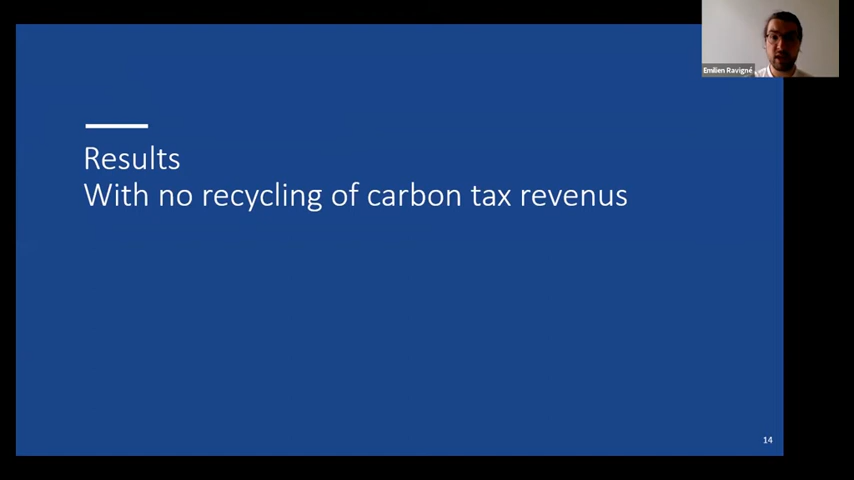 Emilien Ravigné
Results
With no recycling of carbon tax revenus
14